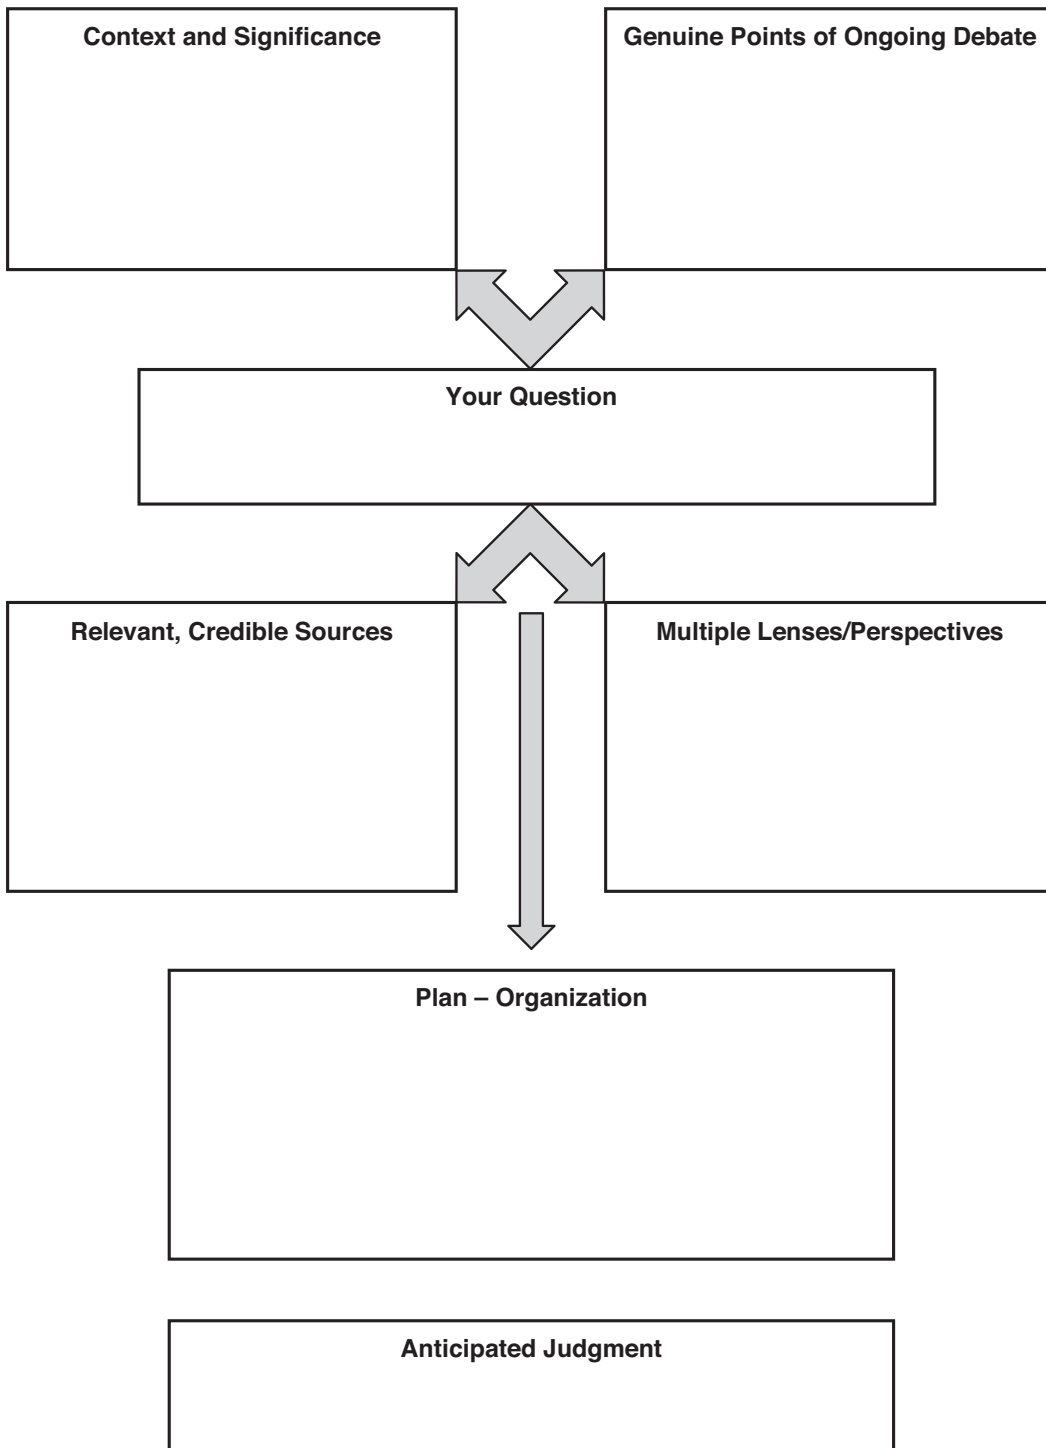 Context and Significance
Genuine Points of Ongoing Debate
Your Question
Relevant, Credible Sources
Multiple Lenses/Perspectives
Plan – Organization
Anticipated Judgment